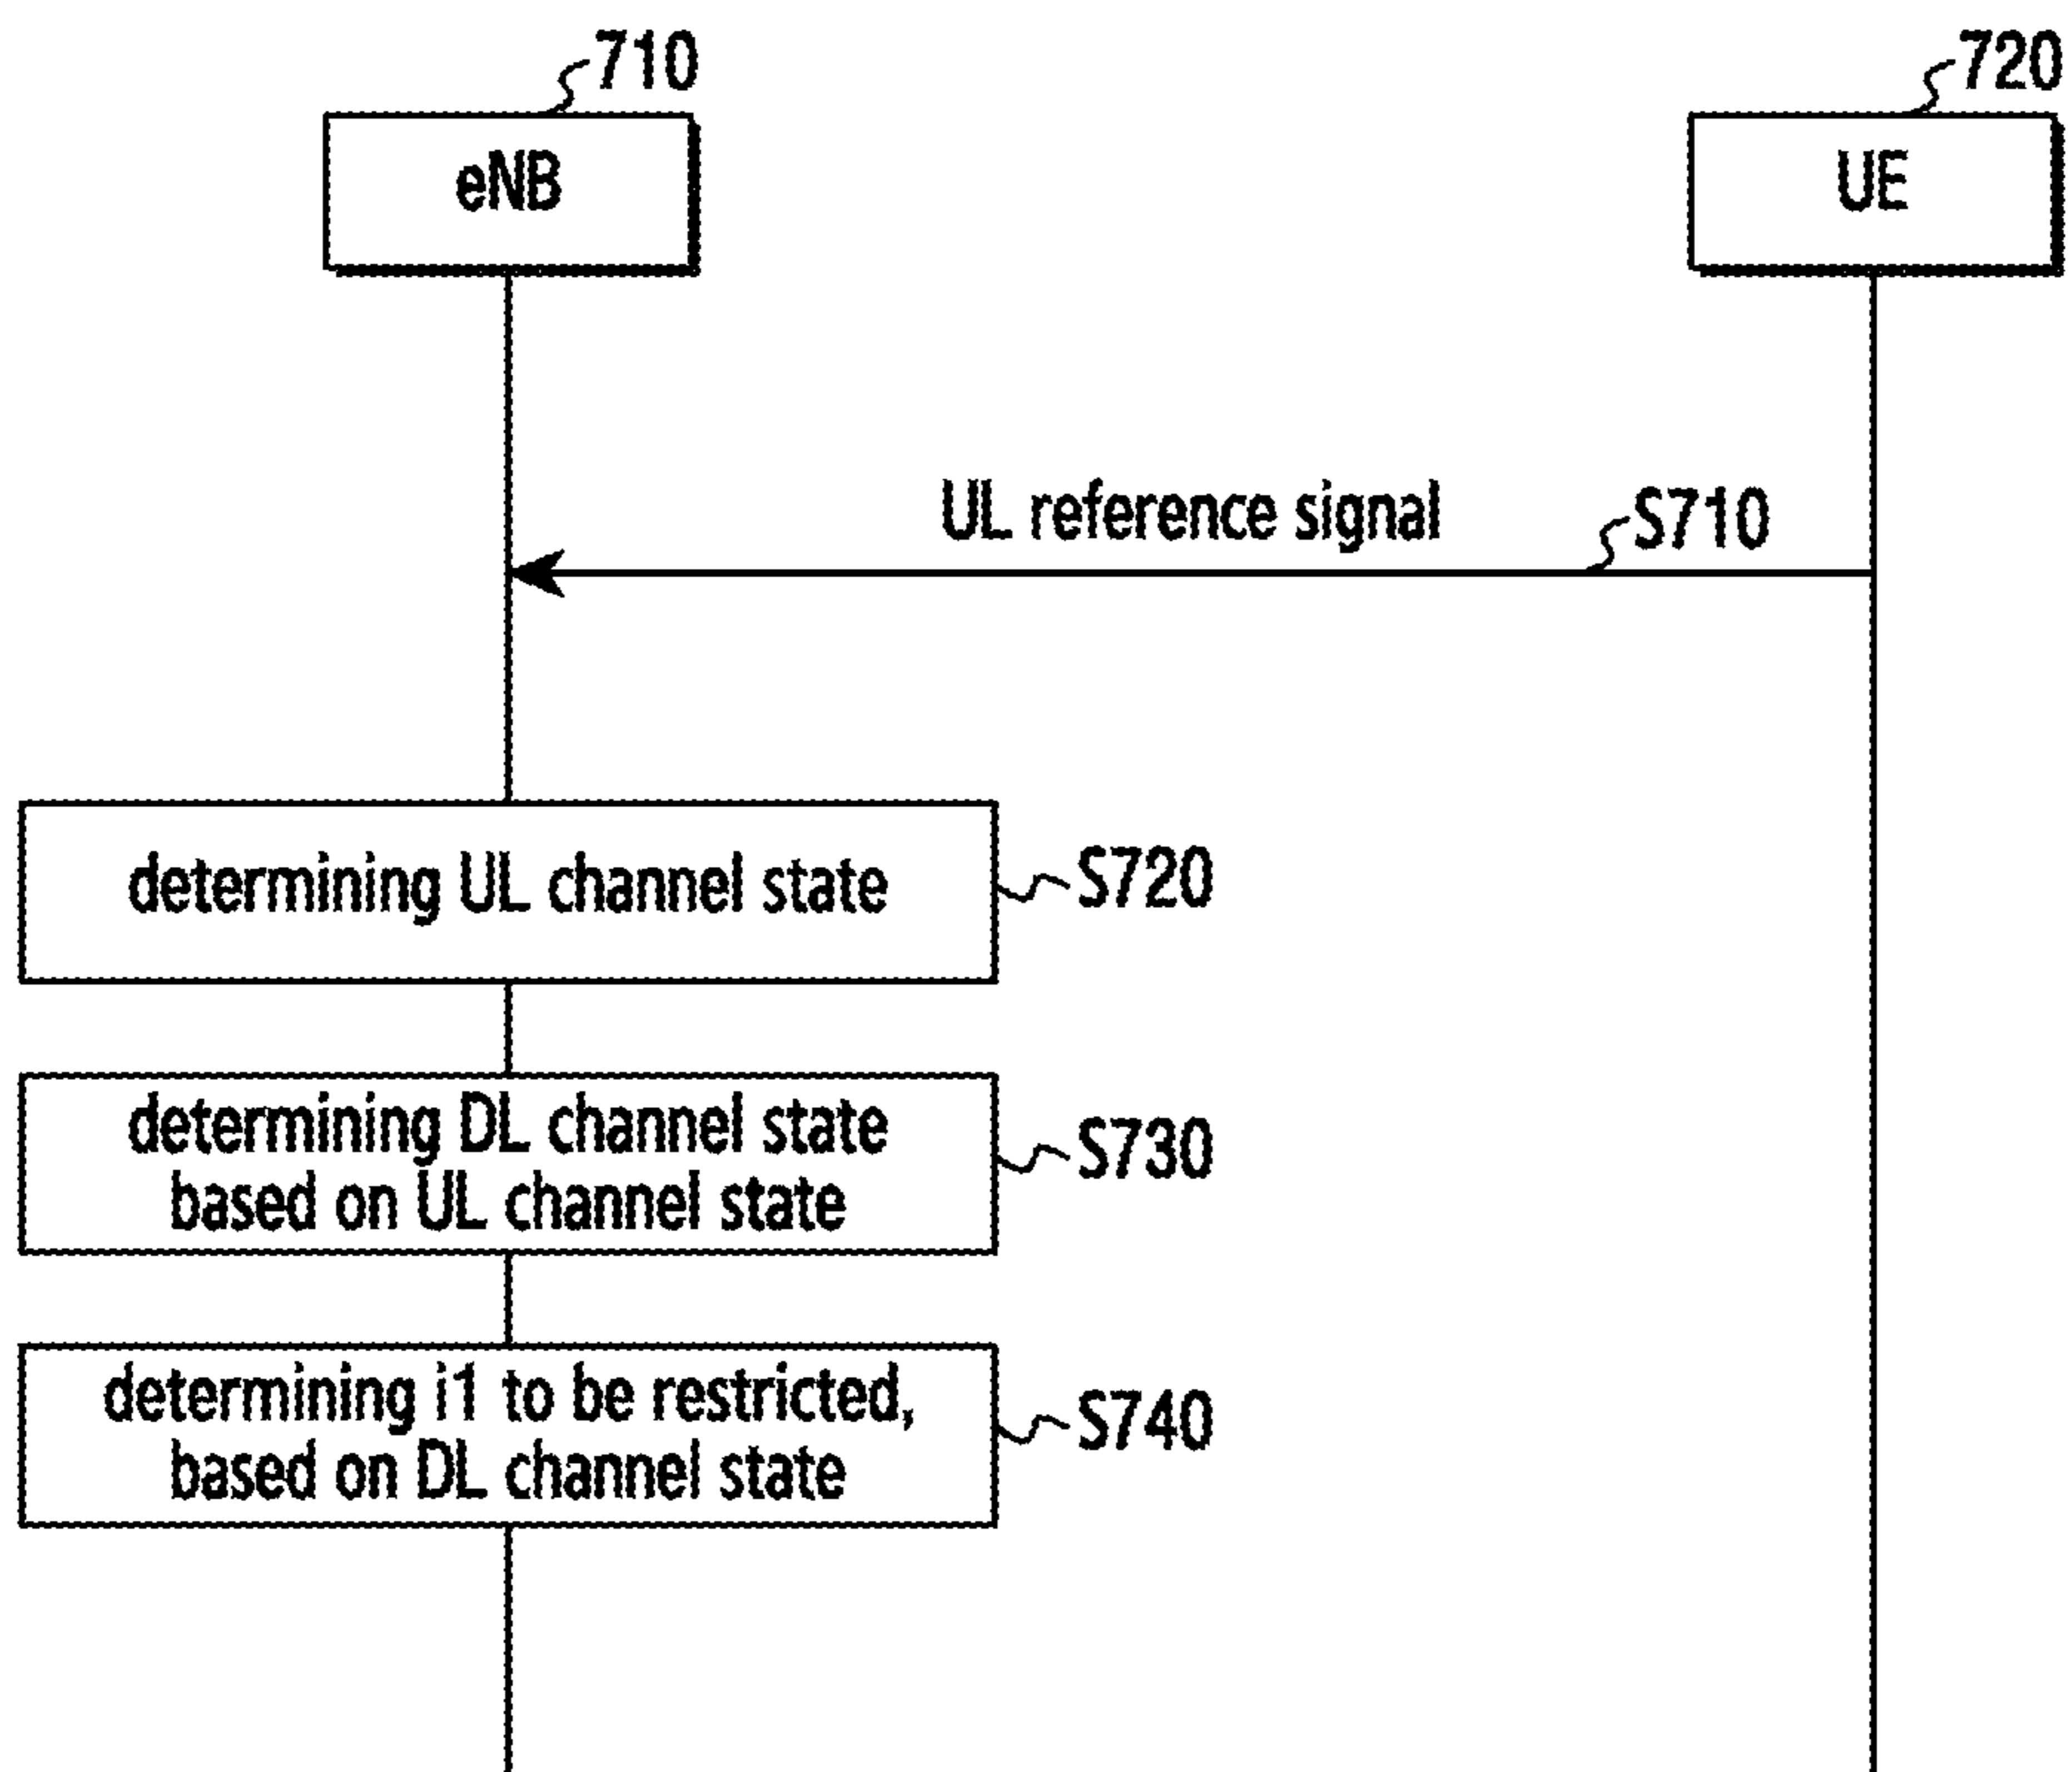 710
720
eNB
UE
UL reference signal
S710
determining UL channel state
S720
determining DL channel state
based on UL channel state
S730
determining i1 to be restricted,
based on DL channel state
S740